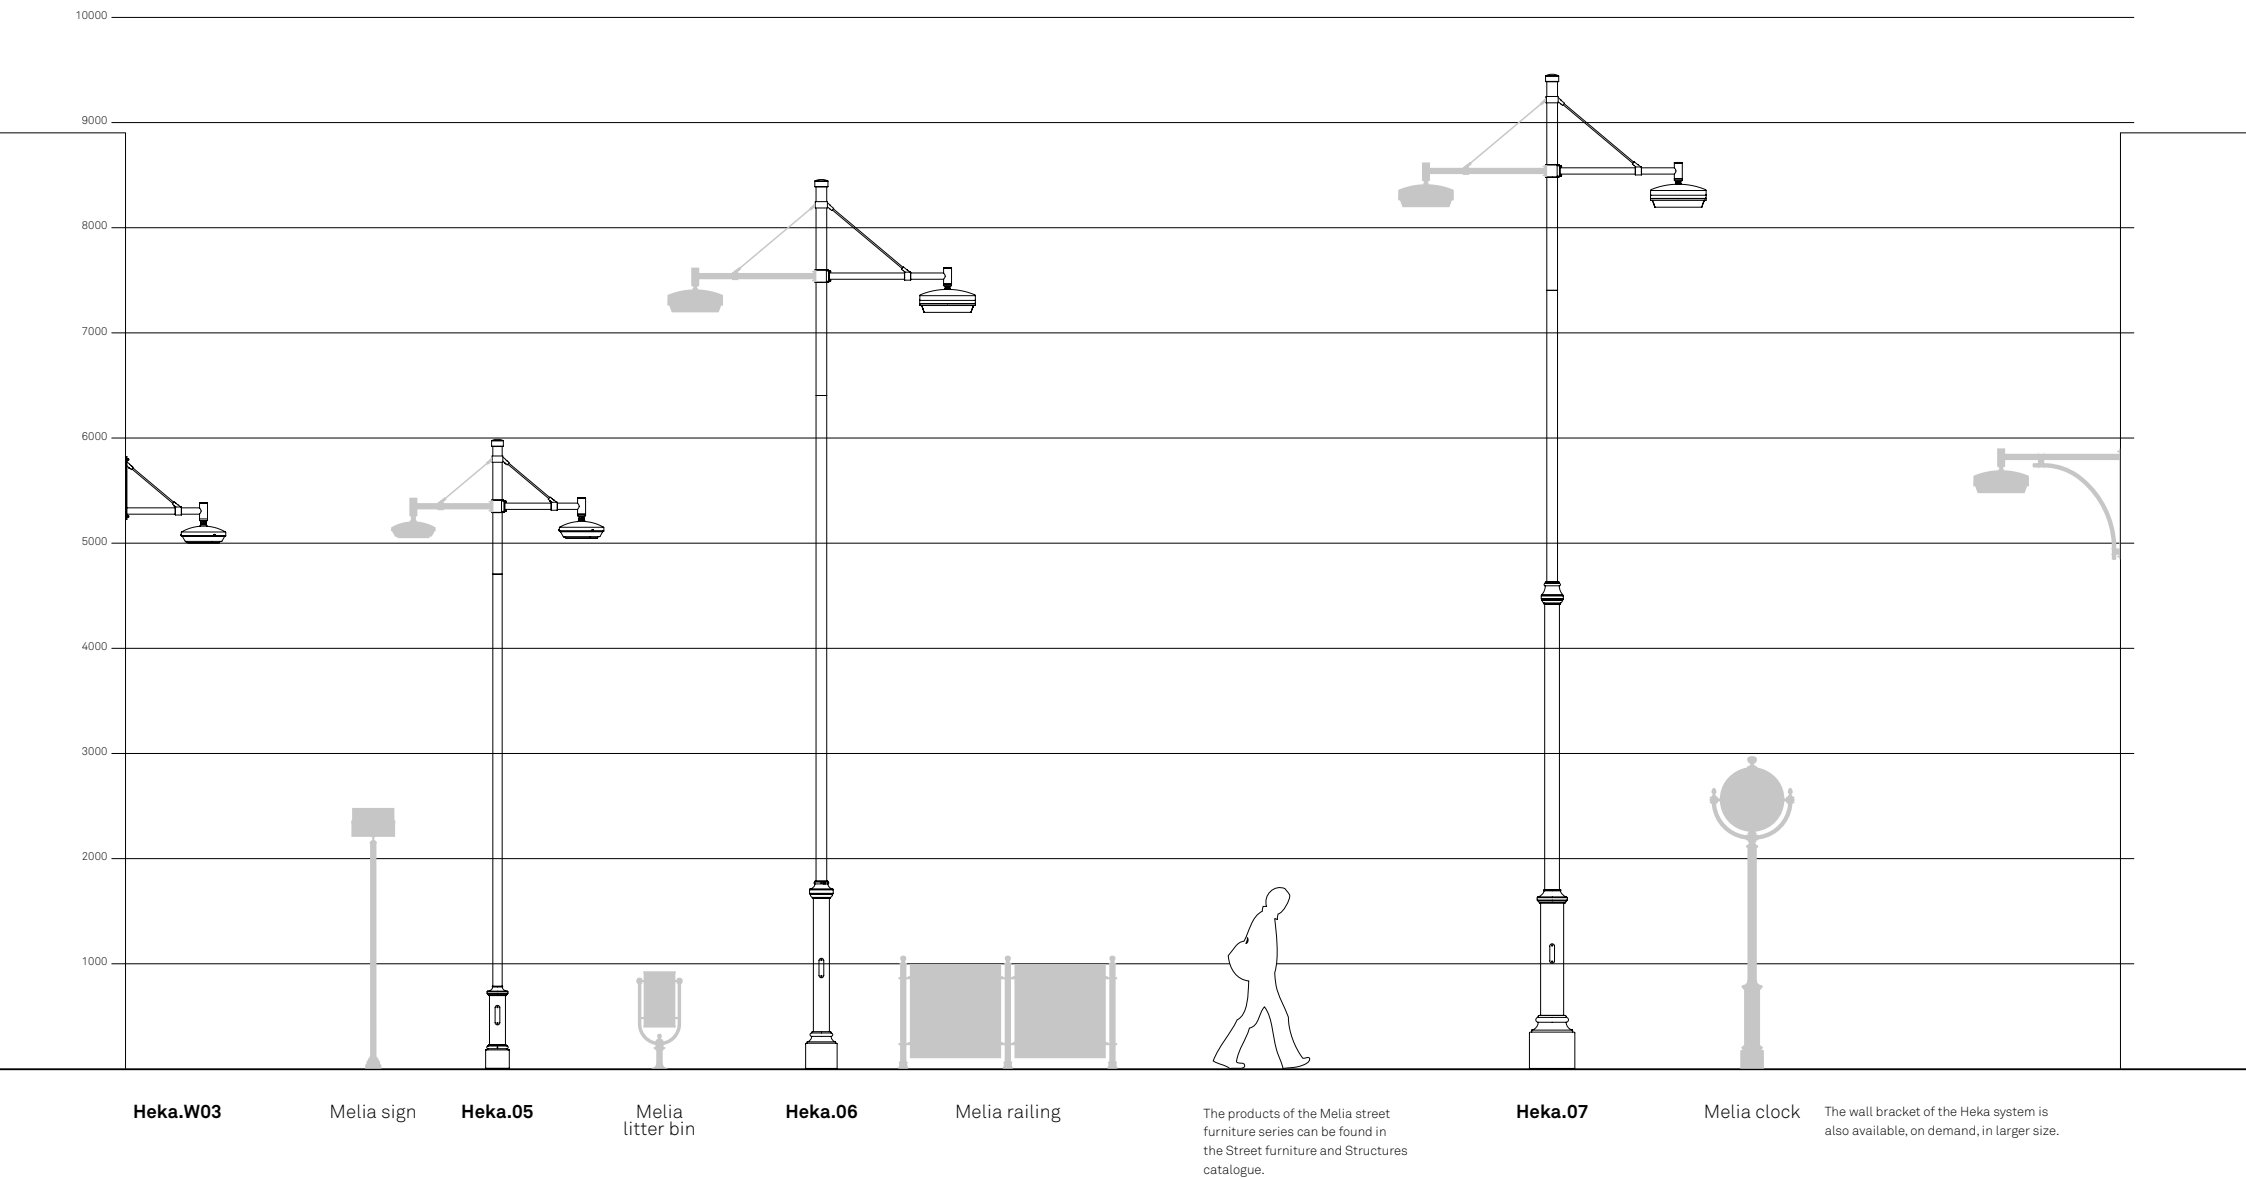 10000
9000
8000
7000
6000
5000
4000
3000
2000
1000
Heka.W03
Melia sign
Heka.05
Melia
litter bin
Heka.06
Melia railing
The products of the Melia street
furniture series can be found in
the Street furniture and Structures
catalogue.
Heka.07
Melia clock
The wall bracket of the Heka system is
also available, on demand, in larger size.